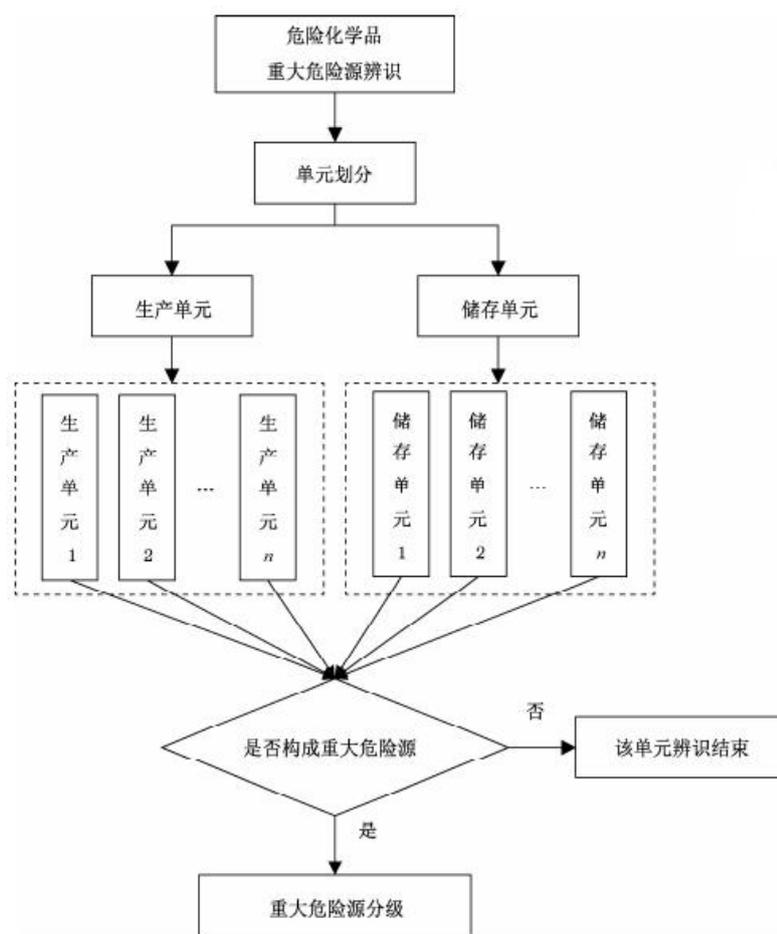 危险化学品
重大危险源辨识
单元划分
生产单元
储存单元
生产单元1
生产单元2
…
生产单元n
储存单元1
储存单元2
…
储存单元n
是否构成重大危险源
否
该单元辨识结束
是
重大危险源分级